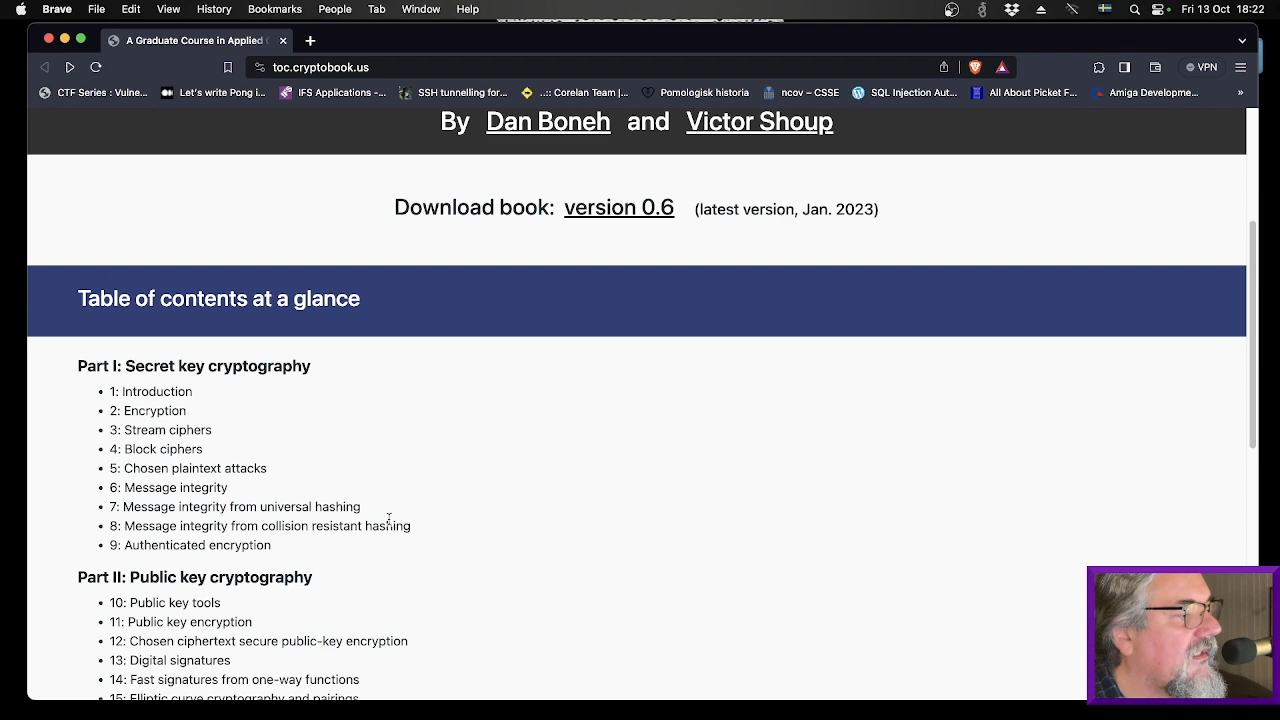 Brave File Edit View History Bookmarks People Tab Window Help Fri 13 Oct 18:22
A Graduate Course in Applied
toc.cryptobook.us VPN
CTF Series : Vulne... Let's write Pong i... IFS Applications -... SSH tunnelling for... ..:: Corelan Team |... Pomologisk historia ncov – CSSE SQL Injection Aut... All About Picket F... Amiga Developme... »
By Dan Boneh and Victor Shoup
Download book: version 0.6 (latest version, Jan. 2023)
Table of contents at a glance
Part I: Secret key cryptography
• 1: Introduction
• 2: Encryption
• 3: Stream ciphers
• 4: Block ciphers
• 5: Chosen plaintext attacks
• 6: Message integrity
• 7: Message integrity from universal hashing
• 8: Message integrity from collision resistant hashing
• 9: Authenticated encryption
Part II: Public key cryptography
• 10: Public key tools
• 11: Public key encryption
• 12: Chosen ciphertext secure public-key encryption
• 13: Digital signatures
• 14: Fast signatures from one-way functions
• 15: Elliptic curve cryptography and pairings